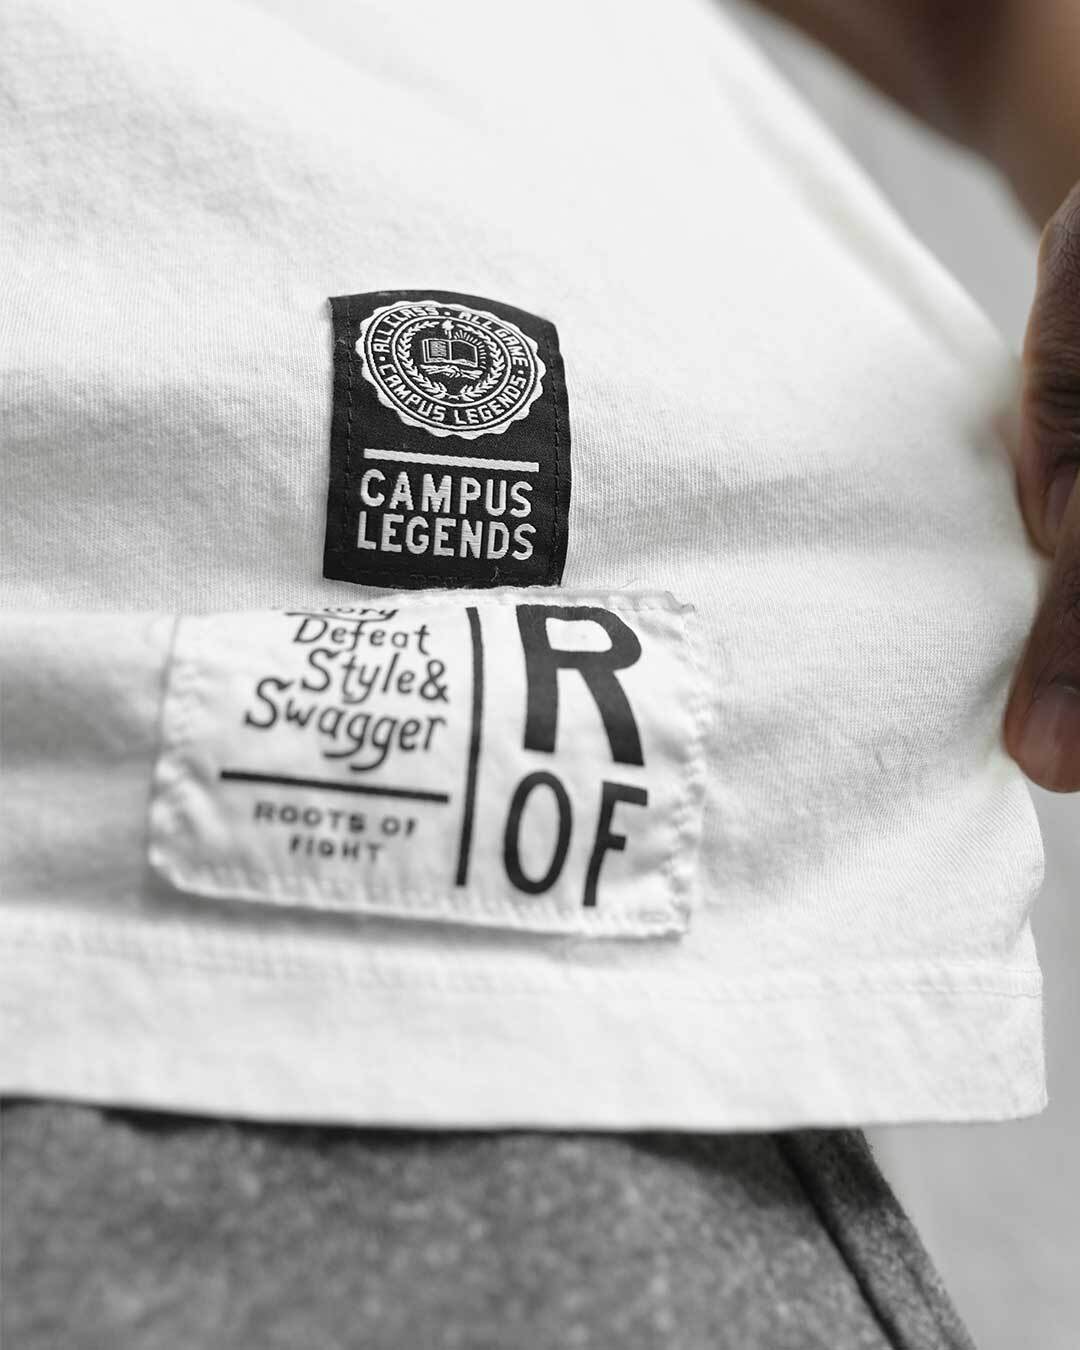 ALL CLASS · ALL GAME
· CAMPUS LEGENDS ·
CAMPUS
LEGENDS
Defeat
Style &
Swagger
ROOTS OF
FIGHT
R
OF